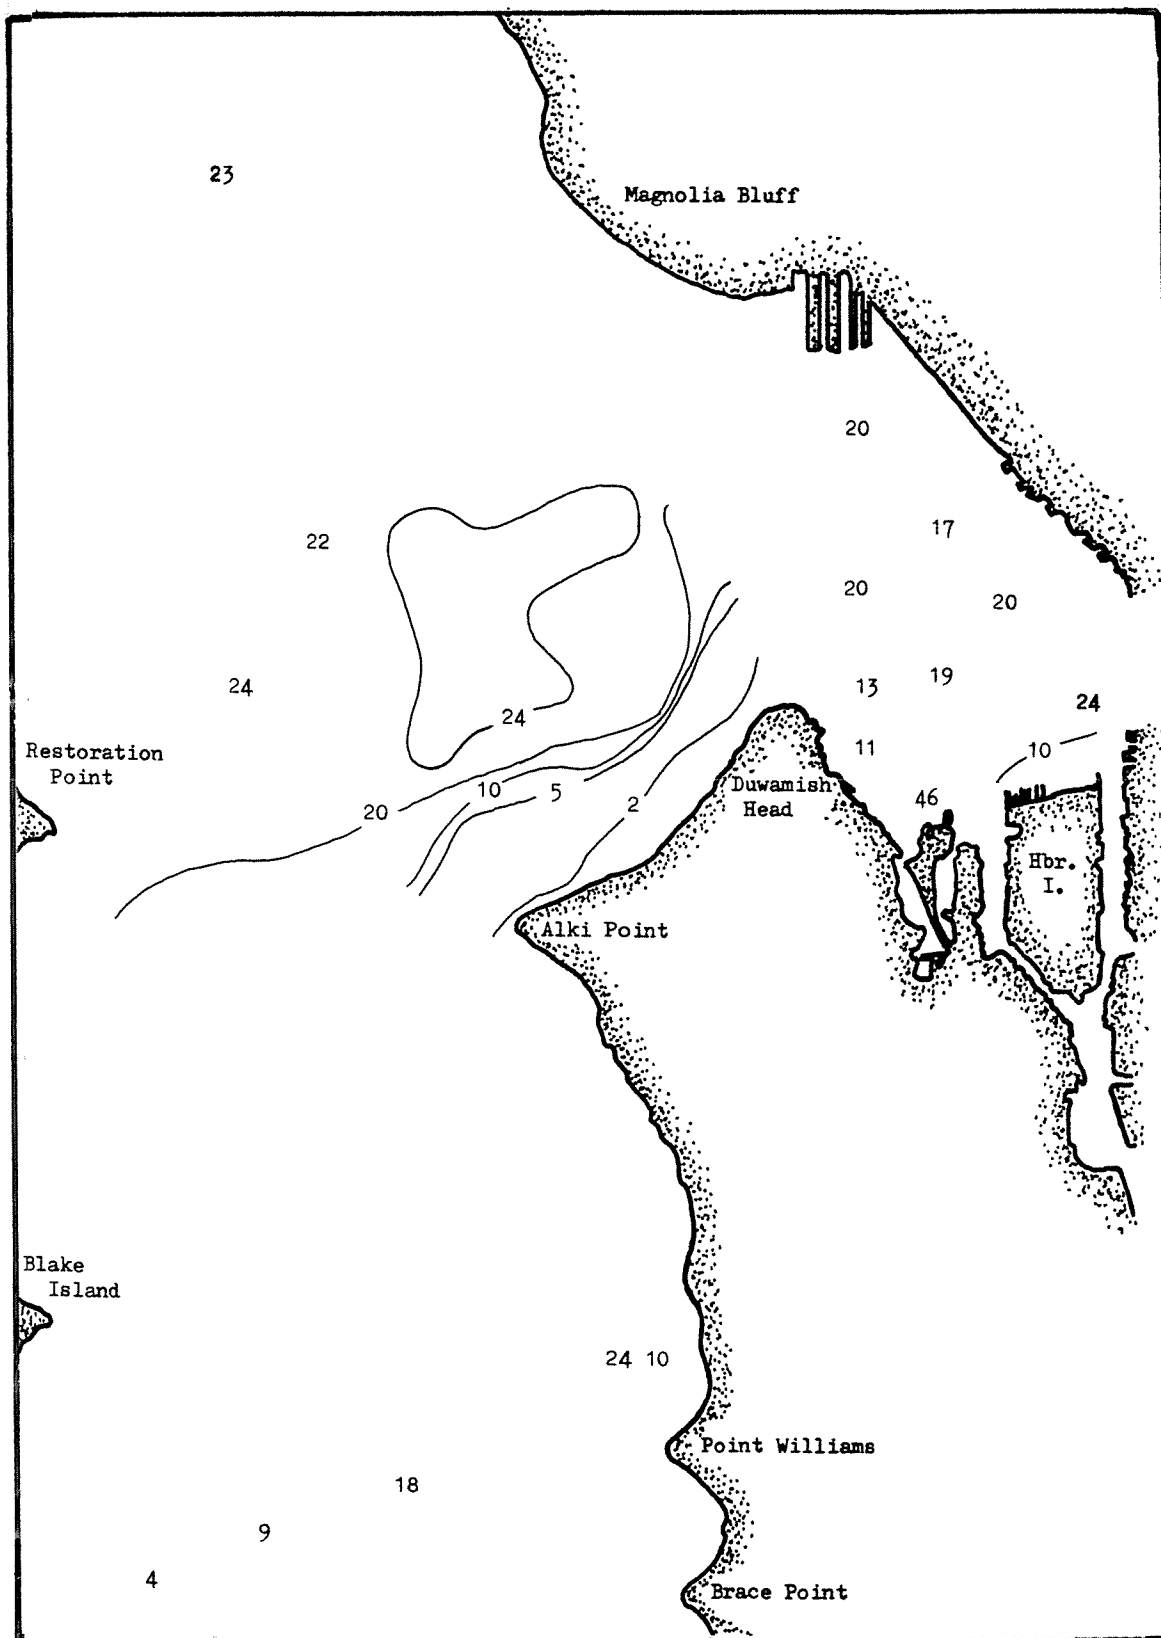 23
Magnolia Bluff
20
17
22
20
20
24
13
19
24
24
Restoration
Point
11
10
10
5
2
20
Duwamish
Head
46
Hbr.
I.
Alki Point
Blake
Island
24 10
Point Williams
18
9
4
Brace Point